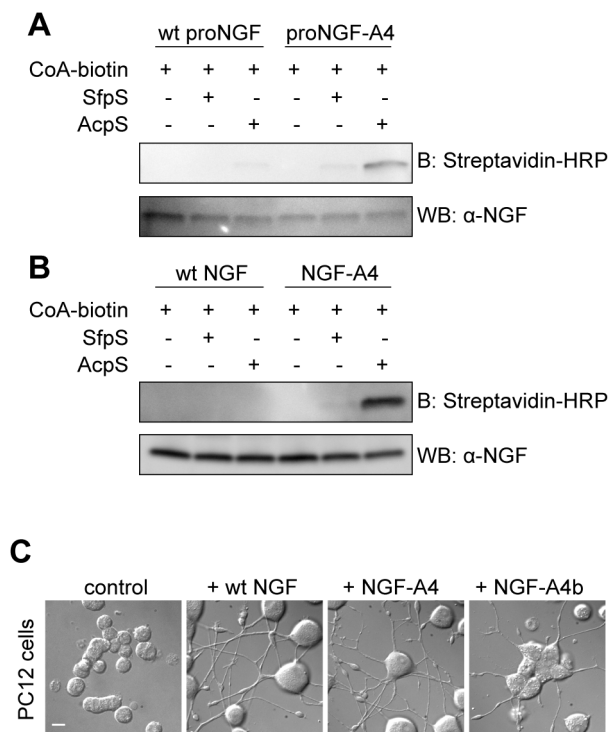 A
wt proNGF proNGF-A4
CoA-biotin + + + + + +
SfpS - + - - + -
AcpS - - + - - +
B: Streptavidin-HRP
WB: α-NGF
B
wt NGF NGF-A4
CoA-biotin + + + + + +
SfpS - + - - + -
AcpS - - + - - +
B: Streptavidin-HRP
WB: α-NGF
C
control + wt NGF + NGF-A4 + NGF-A4b
PC12 cells